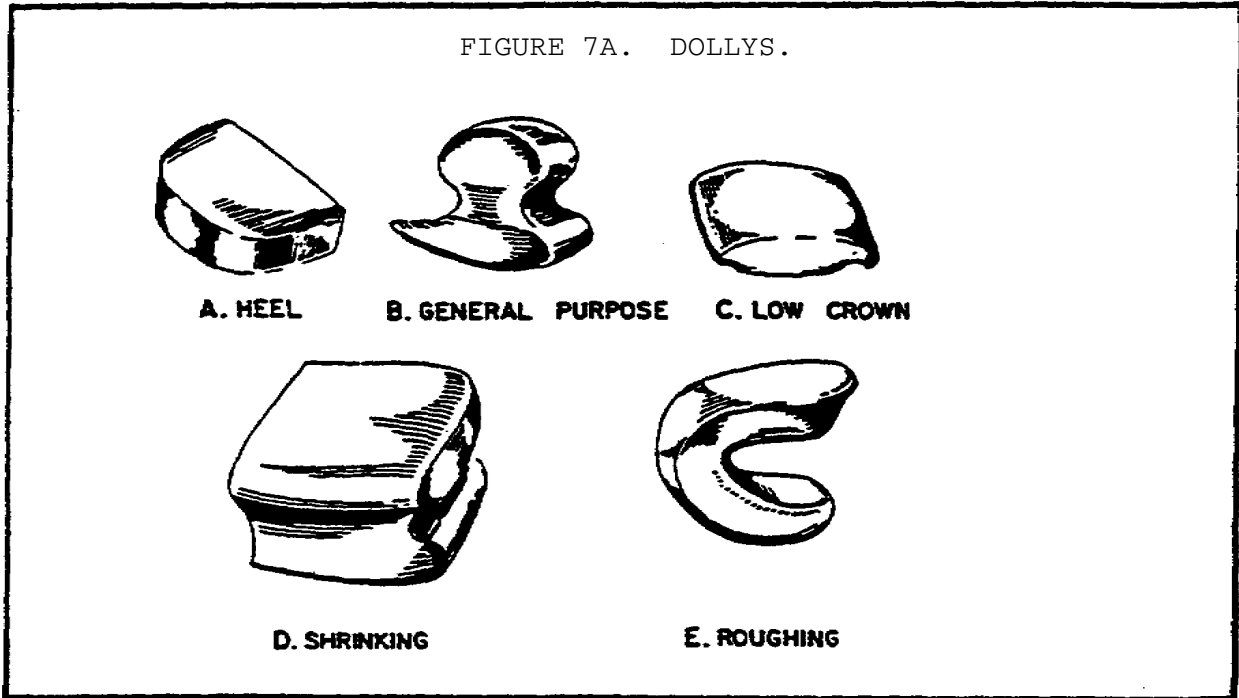 FIGURE 7A. DOLLYS.
A. HEEL
B. GENERAL PURPOSE
C. LOW CROWN
D. SHRINKING
E. ROUGHING